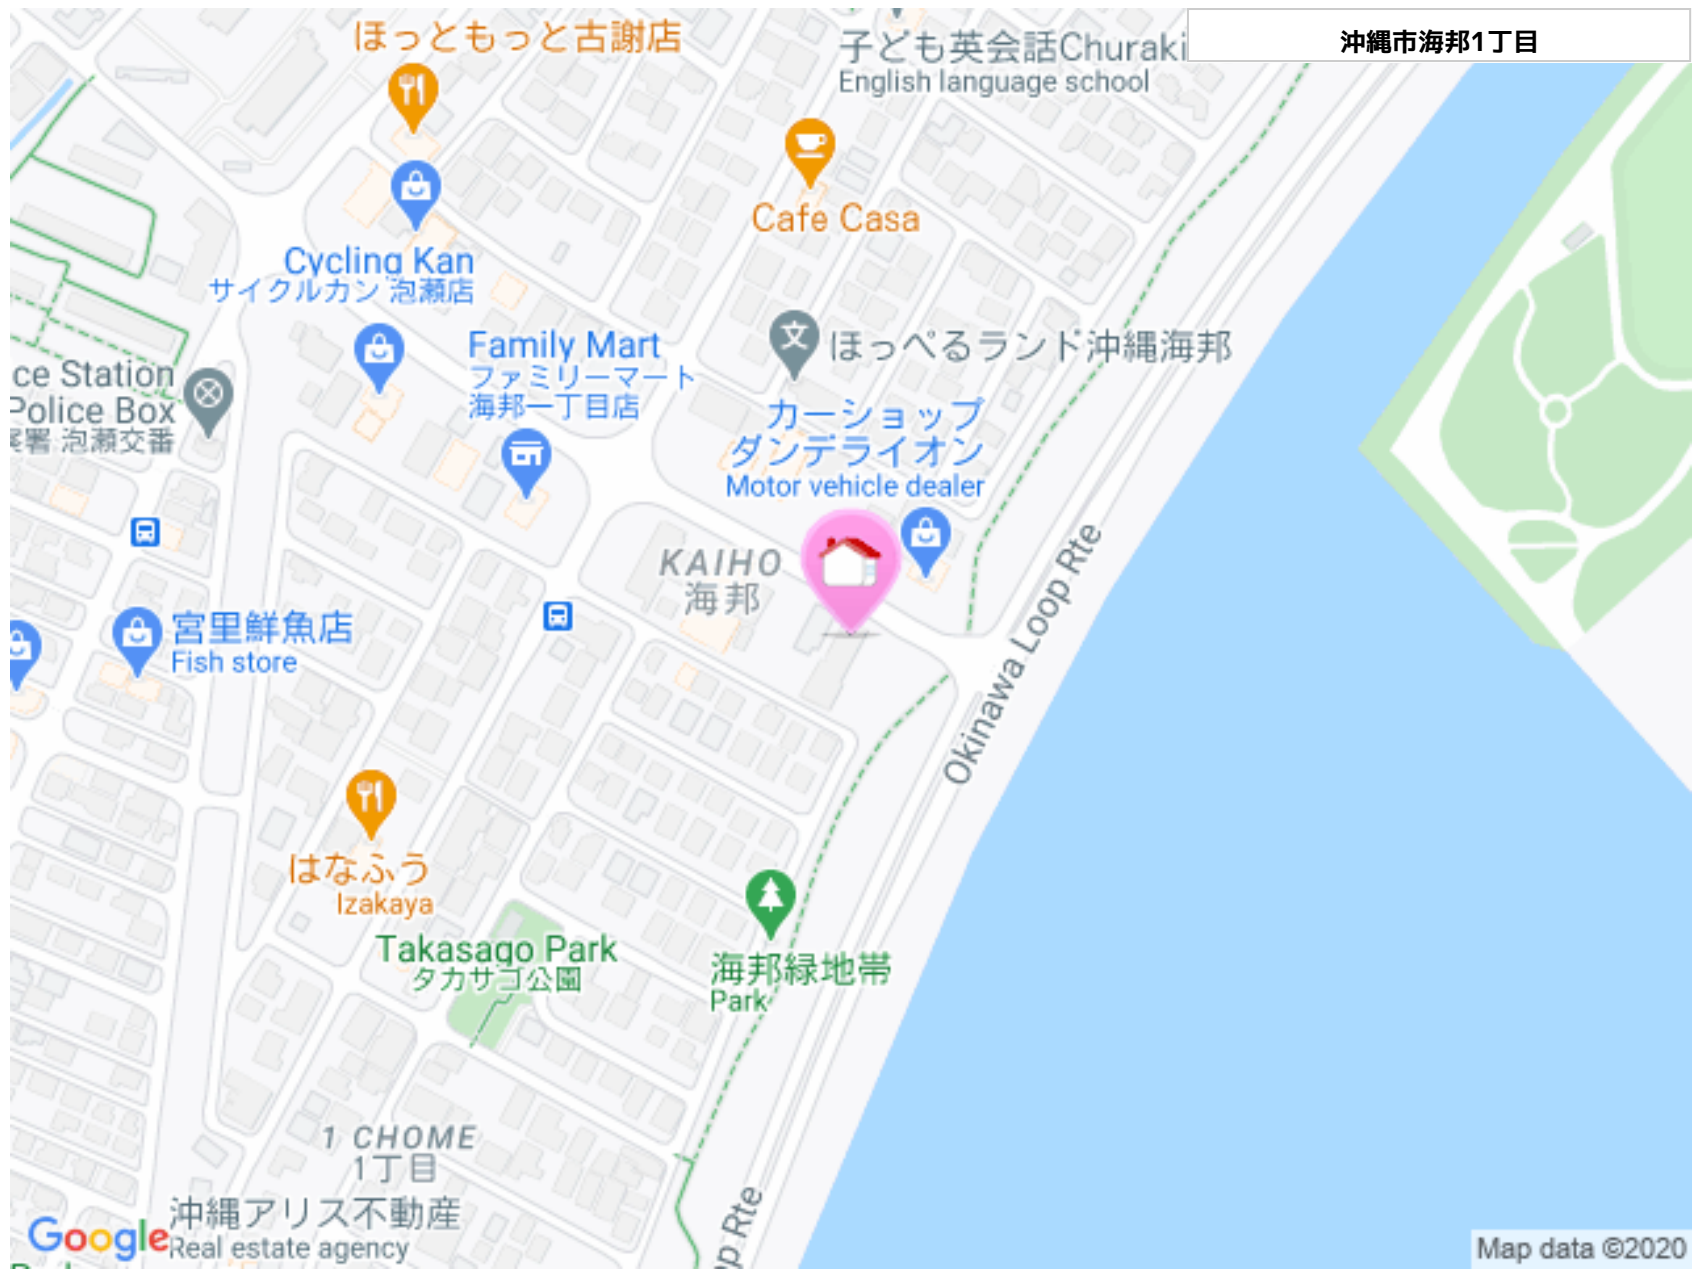 沖縄市海邦1丁目
ほっともっと古謝店
子ども英会話Churaki
English language school
Cafe Casa
Cycling Kan
サイクルカン 泡瀬店
Family Mart
ファミリーマート
海邦一丁目店
ほっぺるランド沖縄海邦
ce Station
Police Box
察署 泡瀬交番
カーショップ
ダンデライオン
Motor vehicle dealer
KAIHO
海邦
Okinawa Loop Rte
宮里鮮魚店
Fish store
はなふう
Izakaya
Takasago Park
タカサゴ公園
海邦緑地帯
Park
1 CHOME
1丁目
沖縄アリス不動産
Real estate agency
Google
op Rte
Map data ©2020